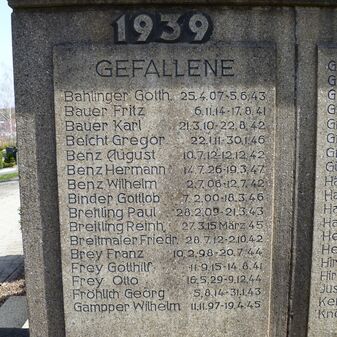 1939
GEFALLENE
Bahlinger Gotth. 25.4.07-5.6.43
Bauer Fritz 6.11.14-17.8.41
Bauer Karl 21.3.10-22.8.42
Beicht Gregor 22.1.11-30.1.46
Benz August 10.7.12-12.12.42
Benz Hermann 14.7.26-19.3.47
Benz Wilhelm 2.7.06-12.7.42
Binder Gottlob 7.2.00-18.3.46
Breitling Paul 28.2.09-21.3.43
Breitling Reinh. 27.3.15 März 45
Breitmaier Friedr. 28.7.12-2.10.42
Brey Franz 10.2.98-20.7.44
Frey Gotthilf 11.9.15-14.8.41
Frey Otto 16.5.29-9.12.44
Fröhlich Georg 5.8.14-31.1.43
Gampper Wilhelm 11.11.97-19.4.45